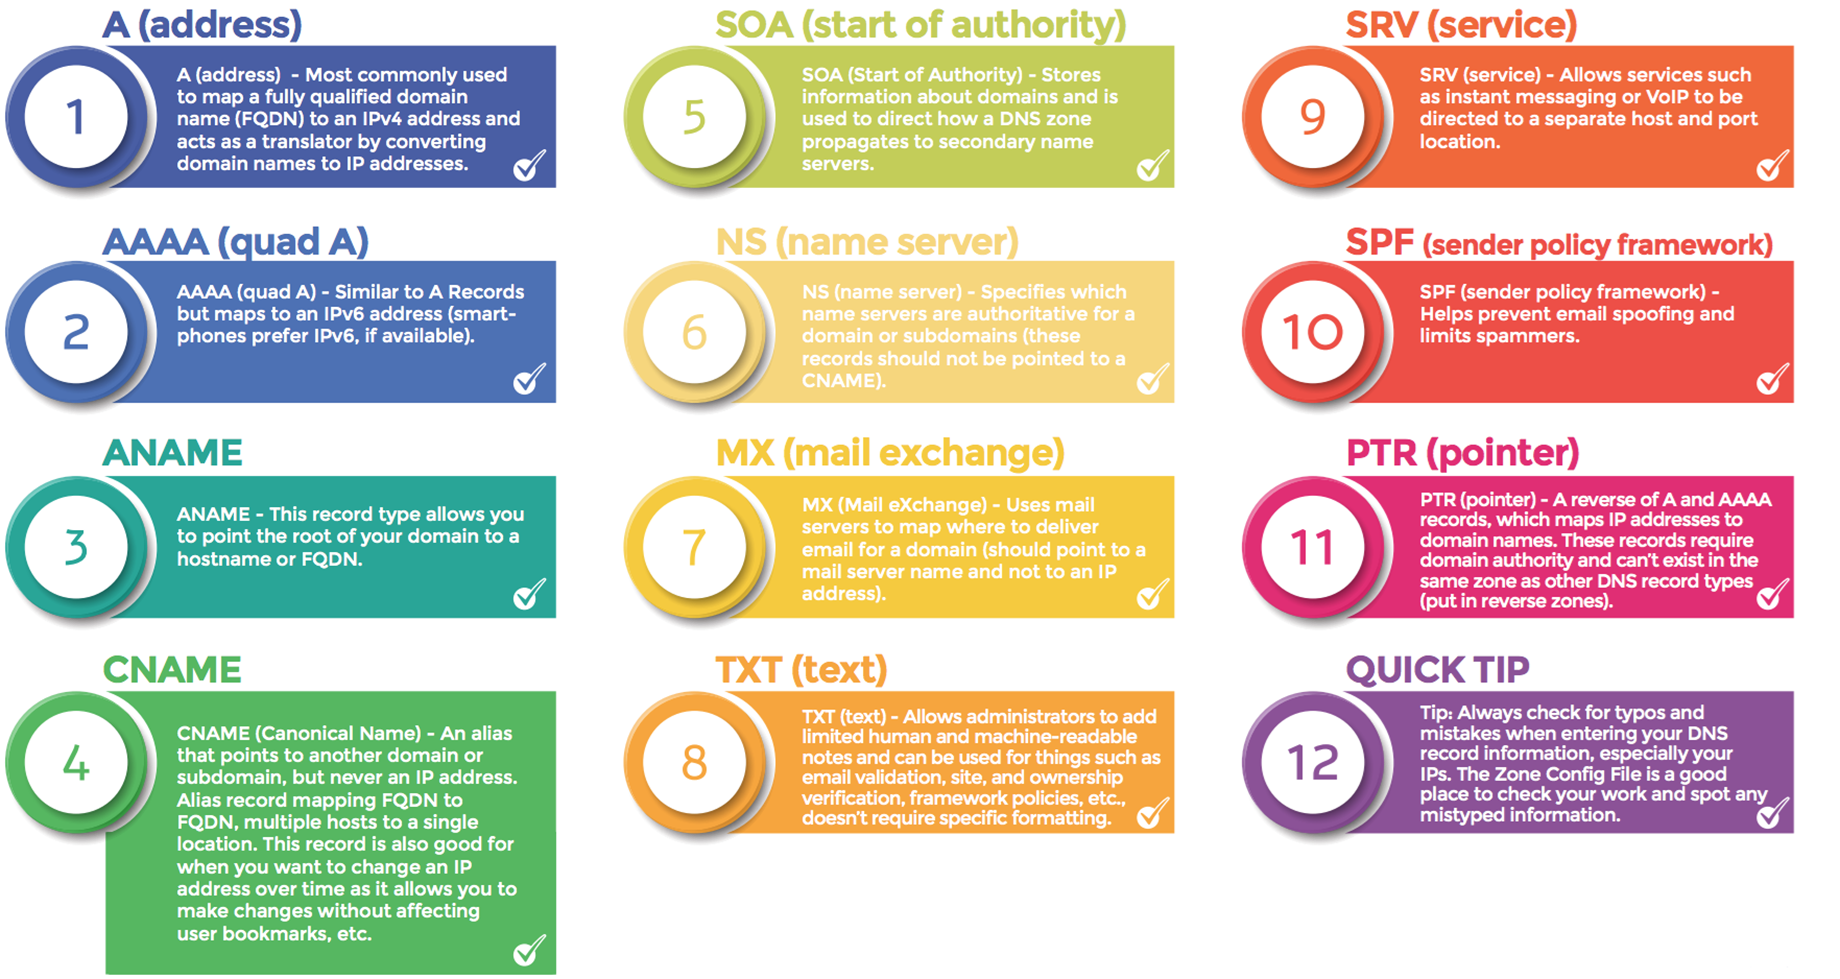 A (address)
1
A (address)  - Most commonly used
to map a fully qualified domain
name (FQDN) to an IPv4 address and
acts as a translator by converting
domain names to IP addresses.
AAAA (quad A)
2
AAAA (quad A) - Similar to A Records
but maps to an IPv6 address (smart-
phones prefer IPv6, if available).
ANAME
3
ANAME - This record type allows you
to point the root of your domain to a
hostname or FQDN.
CNAME
4
CNAME (Canonical Name) - An alias
that points to another domain or
subdomain, but never an IP address.
Alias record mapping FQDN to
FQDN, multiple hosts to a single
location. This record is also good for
when you want to change an IP
address over time as it allows you to
make changes without affecting
user bookmarks, etc.
SOA (start of authority)
5
SOA (Start of Authority) - Stores
information about domains and is
used to direct how a DNS zone
propagates to secondary name
servers.
NS (name server)
6
NS (name server) - Specifies which
name servers are authoritative for a
domain or subdomains (these
records should not be pointed to a
CNAME).
MX (mail exchange)
7
MX (Mail eXchange) - Uses mail
servers to map where to deliver
email for a domain (should point to a
mail server name and not to an IP
address).
TXT (text)
8
TXT (text) - Allows administrators to add
limited human and machine-readable
notes and can be used for things such as
email validation, site, and ownership
verification, framework policies, etc.,
doesn't require specific formatting.
SRV (service)
9
SRV (service) - Allows services such
as instant messaging or VoIP to be
directed to a separate host and port
location.
SPF (sender policy framework)
10
SPF (sender policy framework) -
Helps prevent email spoofing and
limits spammers.
PTR (pointer)
11
PTR (pointer) - A reverse of A and AAAA
records, which maps IP addresses to
domain names. These records require
domain authority and can't exist in the
same zone as other DNS record types
(put in reverse zones).
QUICK TIP
12
Tip: Always check for typos and
mistakes when entering your DNS
record information, especially your
IPs. The Zone Config File is a good
place to check your work and spot any
mistyped information.